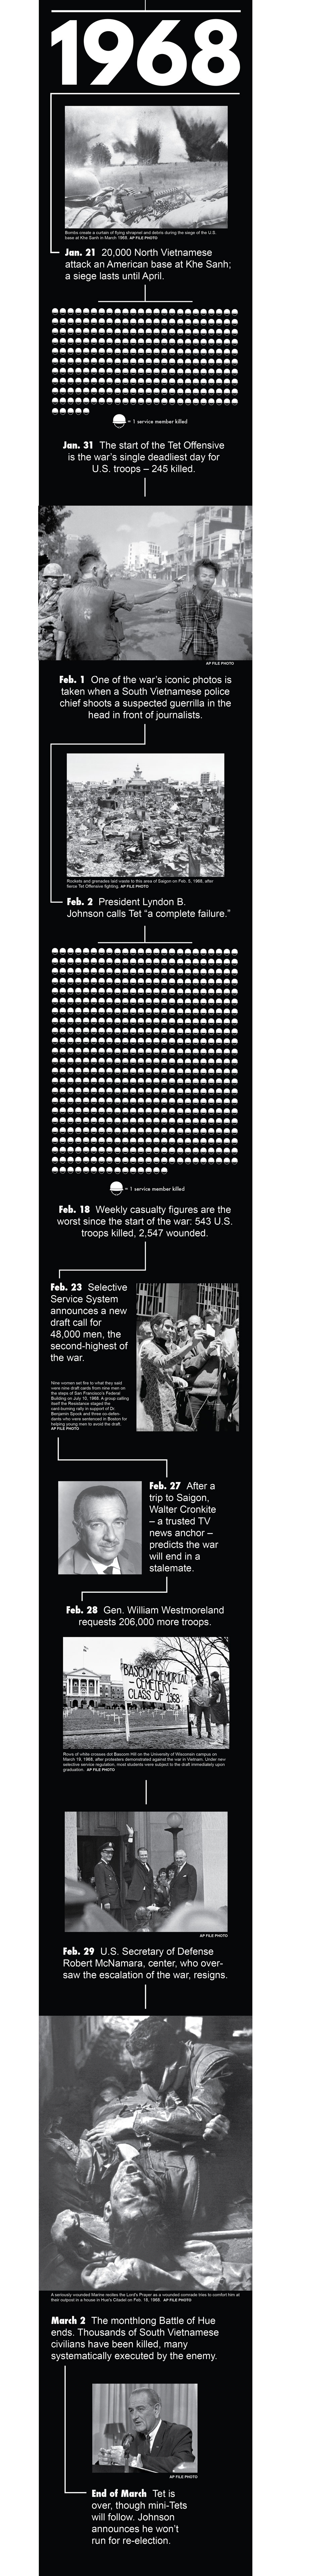 1968
Bombs create a curtain of flying shrapnel and debris during the siege of the U.S.
base at Khe Sanh in March 1968. AP FILE PHOTO
Jan. 21 20,000 North Vietnamese
attack an American base at Khe Sanh;
a siege lasts until April.
= 1 service member killed
Jan. 31 The start of the Tet Offensive
is the war's single deadliest day for
U.S. troops – 245 killed.
AP FILE PHOTO
Feb. 1 One of the war's iconic photos is
taken when a South Vietnamese police
chief shoots a suspected guerrilla in the
head in front of journalists.
Rockets and grenades laid waste to this area of Saigon on Feb. 5, 1968, after
fierce Tet Offensive fighting. AP FILE PHOTO
Feb. 2 President Lyndon B.
Johnson calls Tet “a complete failure.”
= 1 service member killed
Feb. 18 Weekly casualty figures are the
worst since the start of the war: 543 U.S.
troops killed, 2,547 wounded.
Feb. 23 Selective
Service System
announces a new
draft call for
48,000 men, the
second-highest of
the war.
Nine women set fire to what they said
were nine draft cards from nine men on
the steps of San Francisco's Federal
Building on July 10, 1968. A group calling
itself the Resistance staged the
card-burning rally in support of Dr.
Benjamin Spock and three co-defen-
dants who were sentenced in Boston for
helping young men to avoid the draft.
AP FILE PHOTO
Feb. 27 After a
trip to Saigon,
Walter Cronkite
– a trusted TV
news anchor –
predicts the war
will end in a
stalemate.
Feb. 28 Gen. William Westmoreland
requests 206,000 more troops.
BASCOM MEMORIAL
– CEMETERY –
CLASS OF 1968
Rows of white crosses dot Bascom Hill on the University of Wisconsin campus on
March 19, 1968, after protesters demonstrated against the war in Vietnam. Under new
selective service regulation, most students were subject to the draft immediately upon
graduation. AP FILE PHOTO
AP FILE PHOTO
Feb. 29 U.S. Secretary of Defense
Robert McNamara, center, who over-
saw the escalation of the war, resigns.
A seriously wounded Marine recites the Lord's Prayer as a wounded comrade tries to comfort him at
their outpost in a house in Hue's Citadel on Feb. 18, 1968. AP FILE PHOTO
March 2 The monthlong Battle of Hue
ends. Thousands of South Vietnamese
civilians have been killed, many
systematically executed by the enemy.
AP FILE PHOTO
End of March Tet is
over, though mini-Tets
will follow. Johnson
announces he won't
run for re-election.